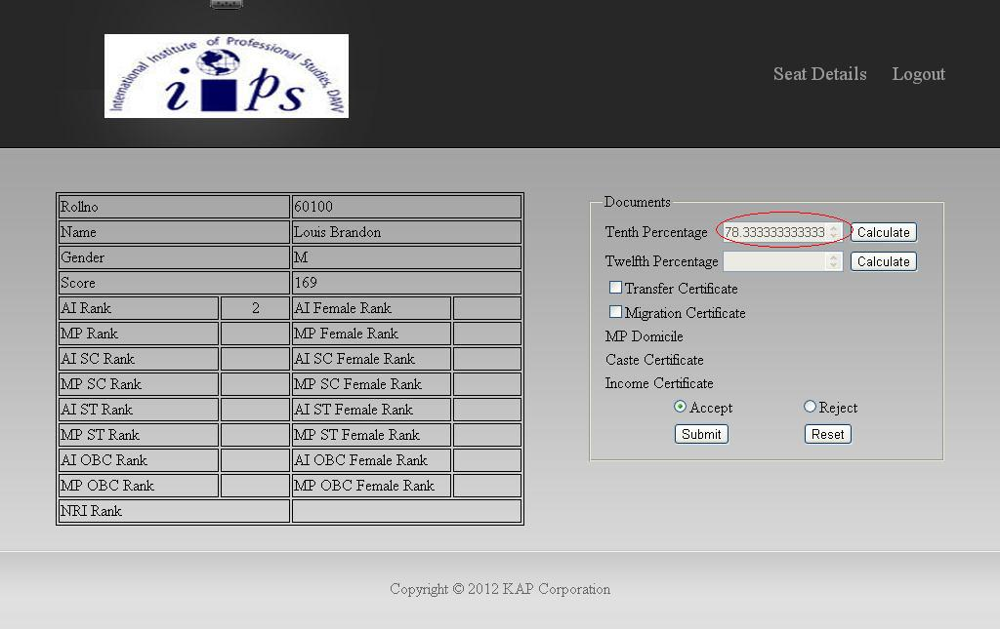 International Institute of Professional Studies, DAVV
i ps
Seat Details Logout
Rollno 60100
Name Louis Brandon
Gender M
Score 169
AI Rank 2 AI Female Rank
MP Rank MP Female Rank
AI SC Rank AI SC Female Rank
MP SC Rank MP SC Female Rank
AI ST Rank AI ST Female Rank
MP ST Rank MP ST Female Rank
AI OBC Rank AI OBC Female Rank
MP OBC Rank MP OBC Female Rank
NRI Rank
Documents
Tenth Percentage 78.333333333333 Calculate
Twelfth Percentage Calculate
Transfer Certificate
Migration Certificate
MP Domicile
Caste Certificate
Income Certificate
Accept Reject
Submit Reset
Copyright © 2012 KAP Corporation